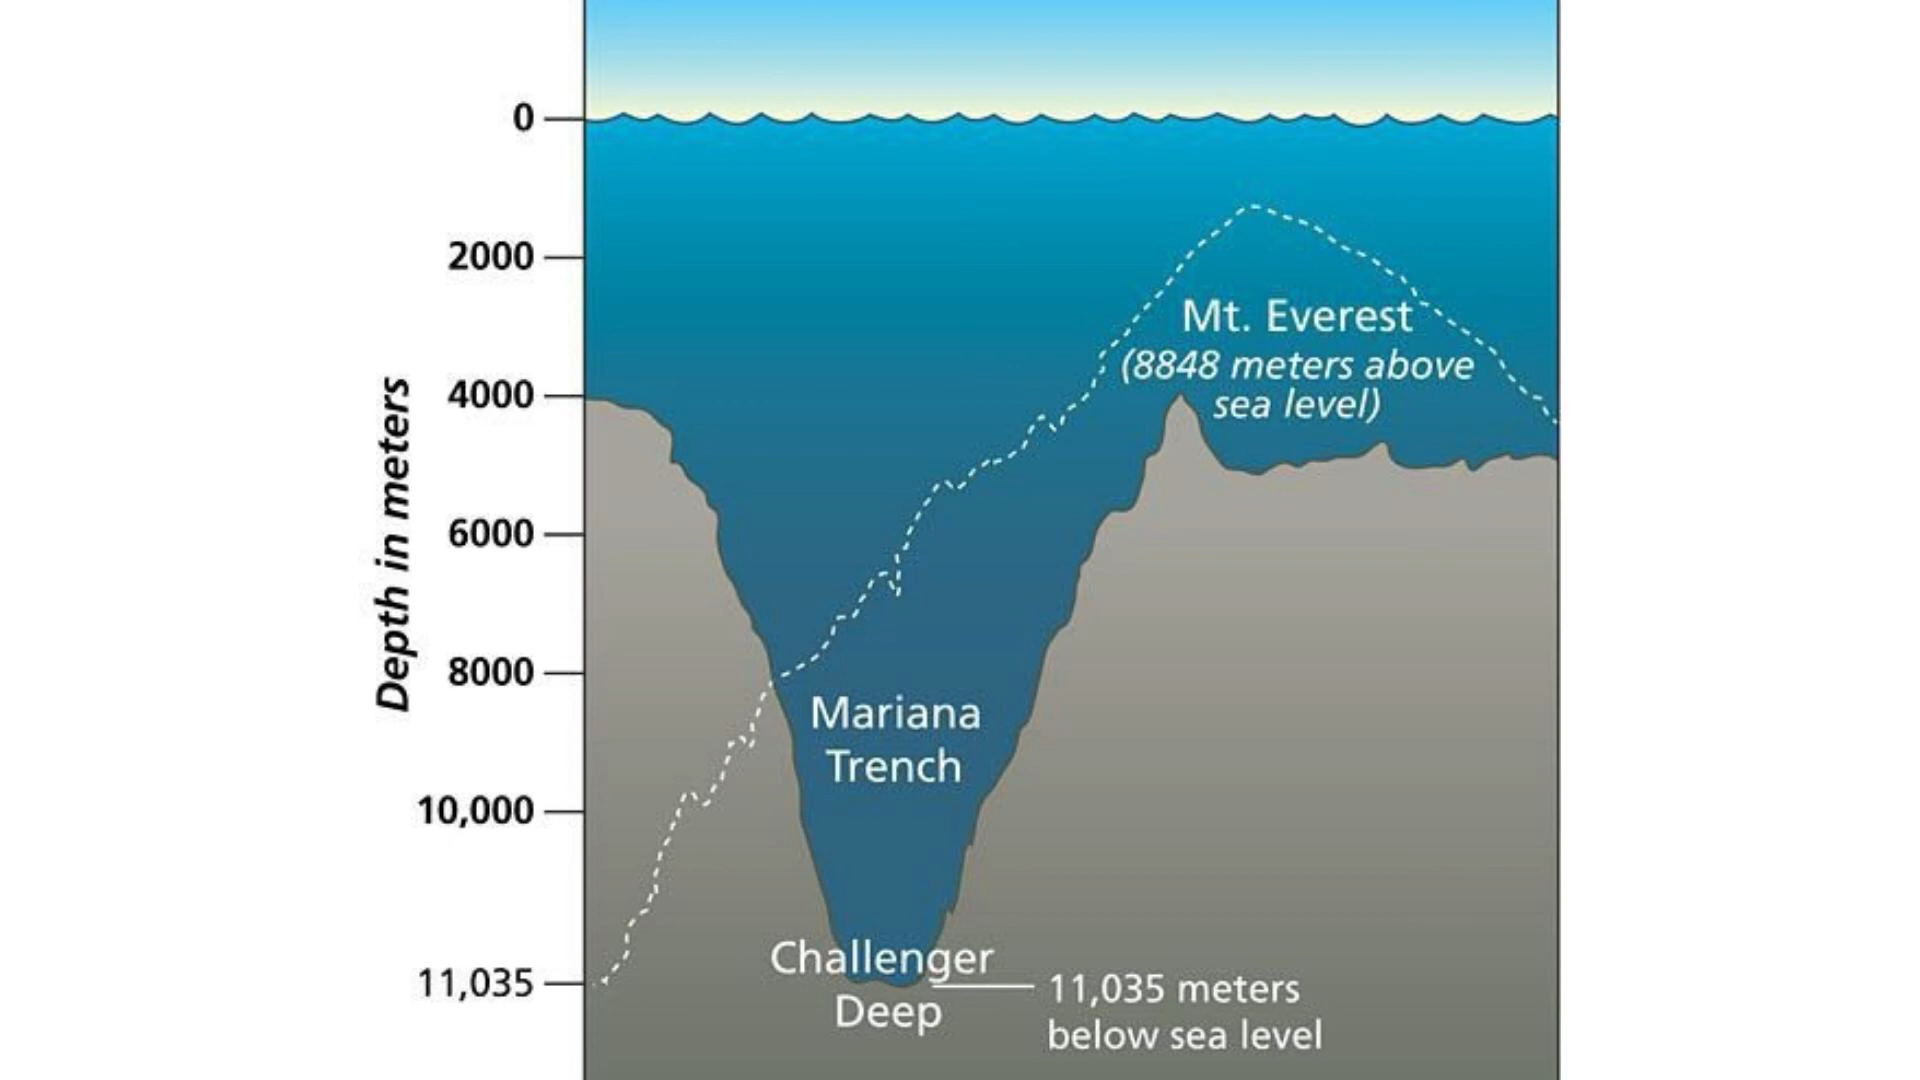 0
2000
Mt. Everest
(8848 meters above
sea level)
4000
Depth in meters
6000
8000
Mariana
Trench
10,000
Challenger
Deep
11,035
11,035 meters
below sea level